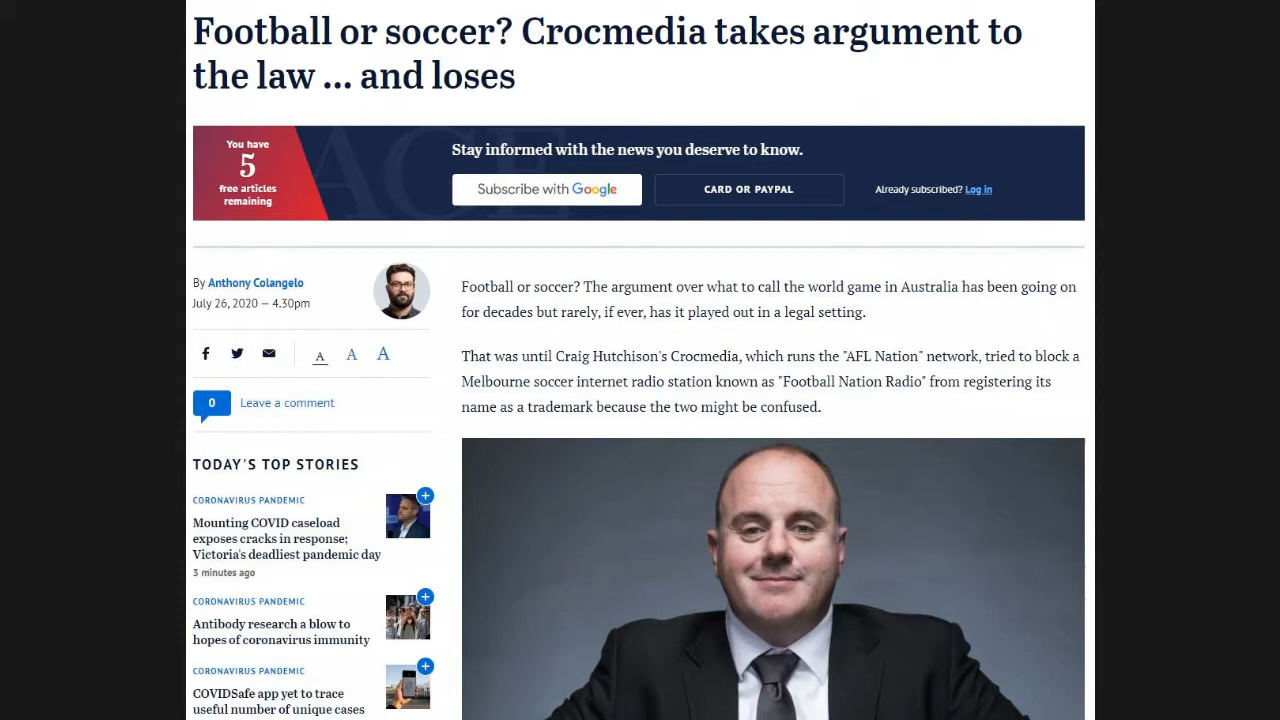 Football or soccer? Crocmedia takes argument to
the law ... and loses
You have
5
free articles
remaining
Stay informed with the news you deserve to know.
Subscribe with Google
CARD OR PAYPAL
Already subscribed? Log in
By Anthony Colangelo
July 26, 2020 — 4.30pm
A A A
0 Leave a comment
TODAY'S TOP STORIES
CORONAVIRUS PANDEMIC
Mounting COVID caseload
exposes cracks in response;
Victoria's deadliest pandemic day
3 minutes ago
CORONAVIRUS PANDEMIC
Antibody research a blow to
hopes of coronavirus immunity
CORONAVIRUS PANDEMIC
COVIDSafe app yet to trace
useful number of unique cases
Football or soccer? The argument over what to call the world game in Australia has been going on
for decades but rarely, if ever, has it played out in a legal setting.
That was until Craig Hutchison's Crocmedia, which runs the "AFL Nation" network, tried to block a
Melbourne soccer internet radio station known as "Football Nation Radio" from registering its
name as a trademark because the two might be confused.